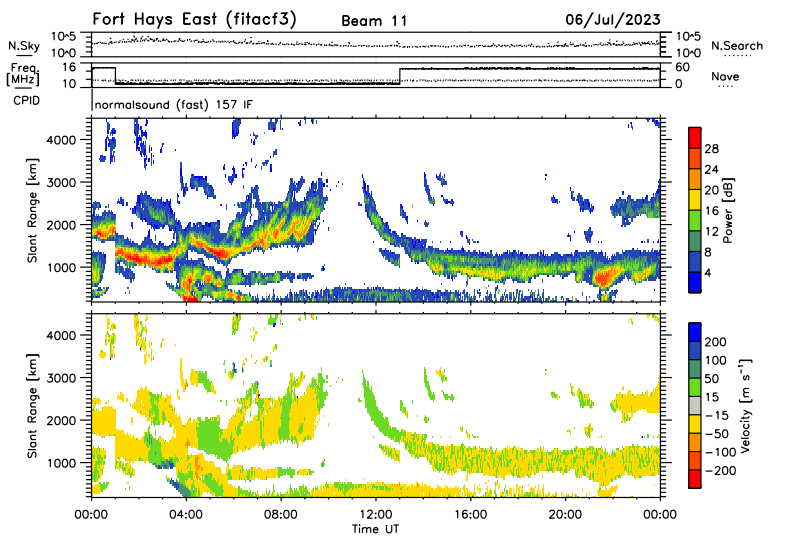 Fort Hays East (fitacf3) Beam 11 06/Jul/2023
N.Sky 10^5 10^0 10^5 10^0 N.Search
Freq. [MHz] 16 10 60 0 Nave
CPID normalsound (fast) 157 IF
Slant Range [km] 4000 3000 2000 1000
28 24 20 16 12 8 4 Power [dB]
Slant Range [km] 4000 3000 2000 1000
200 100 50 15 −15 −50 −100 −200 Velocity [m s⁻¹]
00:00 04:00 08:00 12:00 16:00 20:00 00:00
Time UT